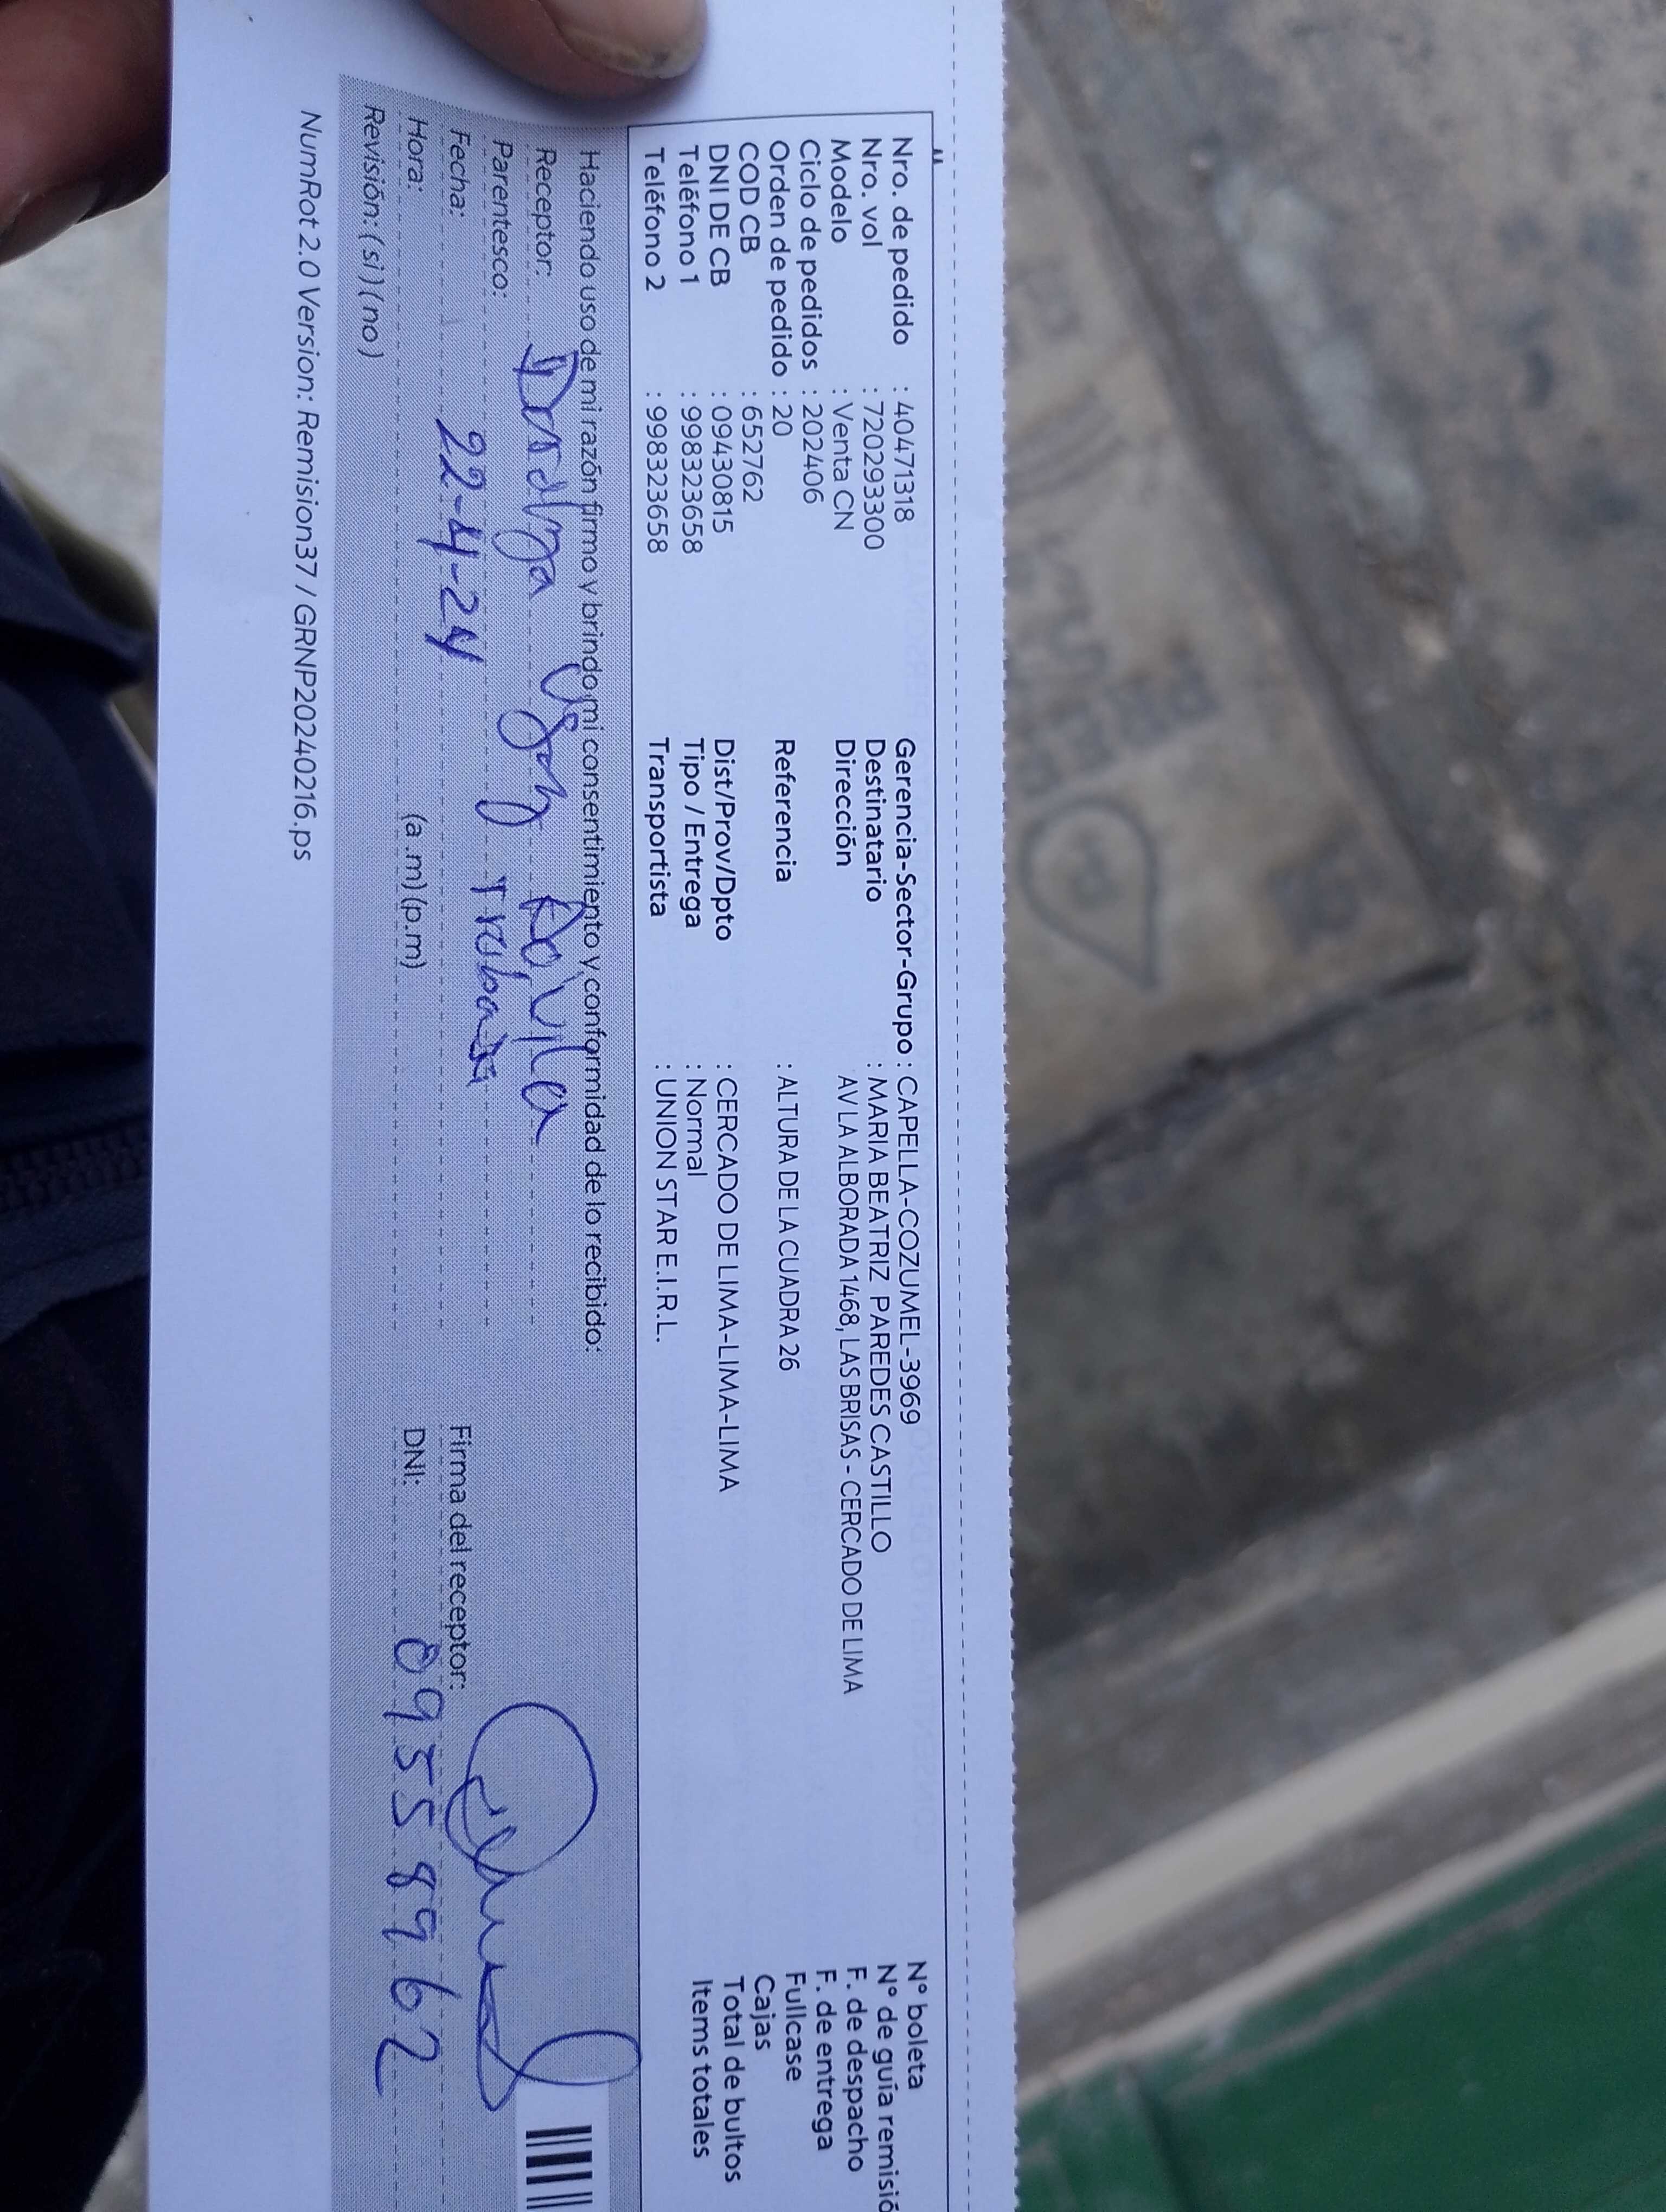 Nro. de pedido : 40471318
Nro. vol : 720293300
Modelo : Venta CN
Ciclo de pedidos : 202406
Orden de pedido : 20
COD CB : 652762
DNI DE CB : 09430815
Teléfono 1 : 998323658
Teléfono 2 : 998323658
Gerencia-Sector-Grupo : CAPELLA-COZUMEL-3969
Destinatario : MARIA BEATRIZ PAREDES CASTILLO
Dirección AV LA ALBORADA 1468, LAS BRISAS - CERCADO DE LIMA
Referencia : ALTURA DE LA CUADRA 26
Dist/Prov/Dpto : CERCADO DE LIMA-LIMA-LIMA
Tipo / Entrega : Normal
Transportista : UNION STAR E.I.R.L.
N° boleta
N° de guía remisió
F. de despacho
F. de entrega
Fullcase
Cajas
Total de bultos
Items totales
Haciendo uso de mi razón firmo y brindo mi consentimiento y conformidad de lo recibido:
Receptor: Dávila
Parentesco:
Fecha: 22-4-24
Hora: (a.m) (p.m)
Revisión: (si) (no)
Firma del receptor:
DNI: 09558962
NumRot 2.0 Version: Remision37 / GRNP20240216.ps